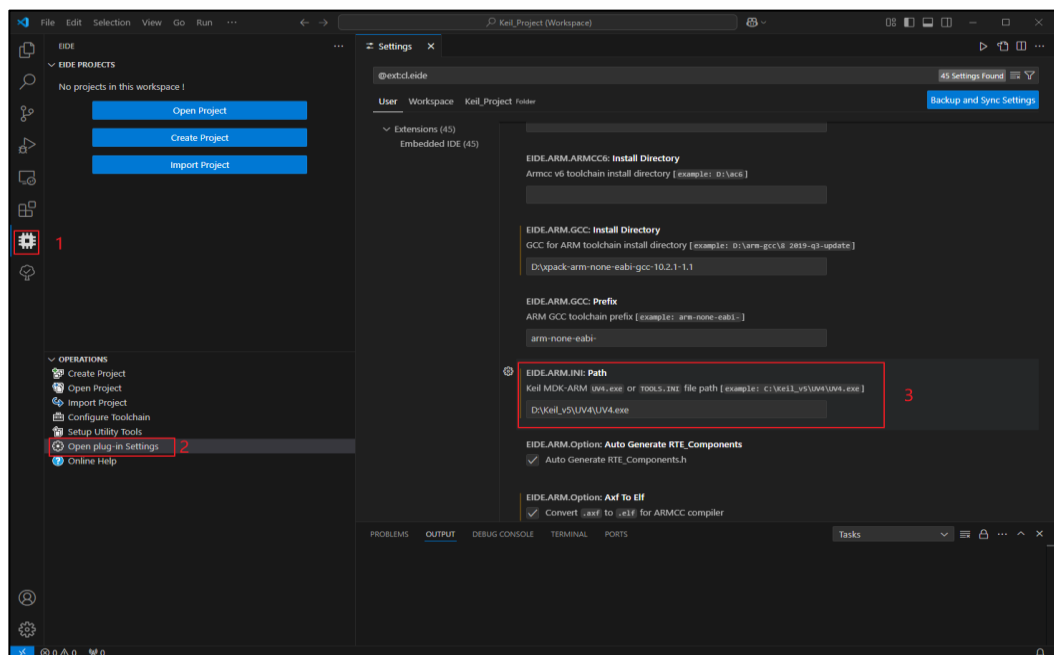 File Edit Selection View Go Run ···
Keil_Project (Workspace)
EIDE
EIDE PROJECTS
No projects in this workspace !
Open Project
Create Project
Import Project
1
OPERATIONS
Create Project
Open Project
Import Project
Configure Toolchain
Setup Utility Tools
Open plug-in Settings
2
Online Help
Settings
@ext:cl.eide
45 Settings Found
User Workspace Keil_Project Folder
Backup and Sync Settings
Extensions (45)
Embedded IDE (45)
EIDE.ARM.ARMCC6: Install Directory
Armcc v6 toolchain install directory [example: D:\ac6]
EIDE.ARM.GCC: Install Directory
GCC for ARM toolchain install directory [example: D:\arm-gcc\8 2019-q3-update]
D:\xpack-arm-none-eabi-gcc-10.2.1-1.1
EIDE.ARM.GCC: Prefix
ARM GCC toolchain prefix [example: arm-none-eabi-]
arm-none-eabi-
EIDE.ARM.INI: Path
Keil MDK-ARM UV4.exe or TOOLS.INI file path [example: C:\Keil_v5\UV4\UV4.exe]
D:\Keil_v5\UV4\UV4.exe
3
EIDE.ARM.Option: Auto Generate RTE_Components
Auto Generate RTE_Components.h
EIDE.ARM.Option: Axf To Elf
Convert .axf to .elf for ARMCC compiler
PROBLEMS OUTPUT DEBUG CONSOLE TERMINAL PORTS
Tasks
0 0 0